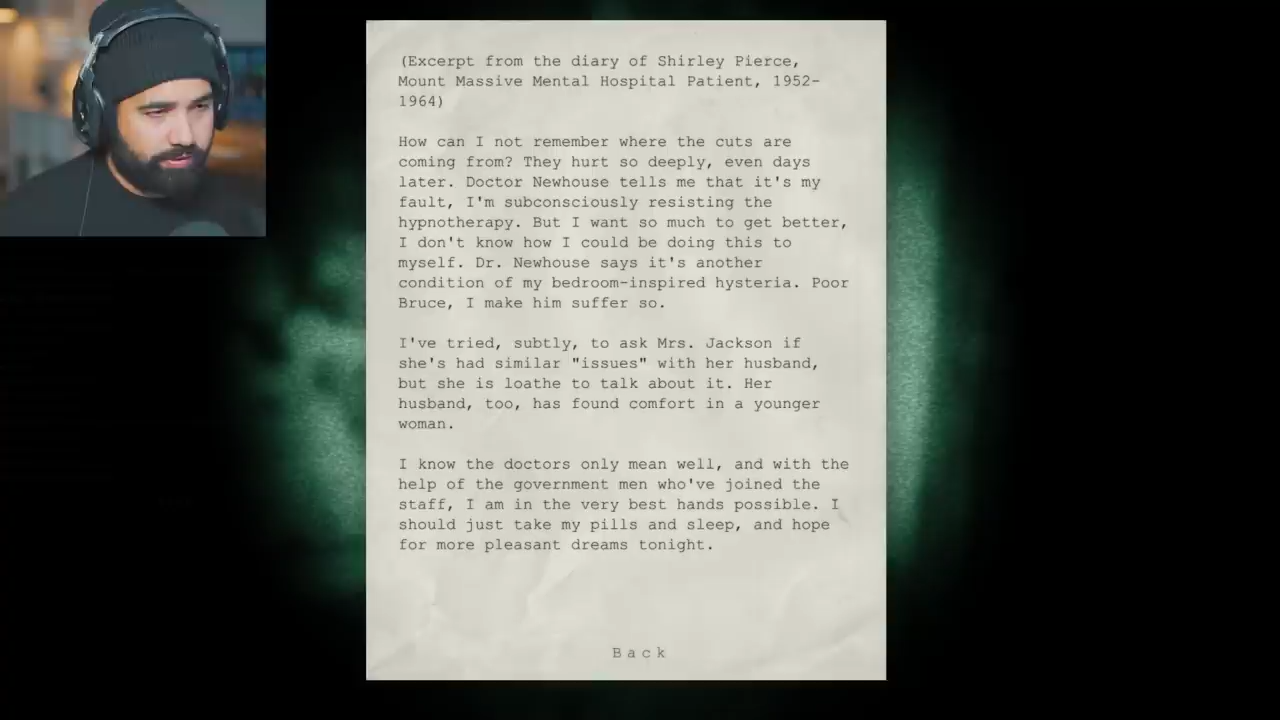 (Excerpt from the diary of Shirley Pierce,
Mount Massive Mental Hospital Patient, 1952-
1964)
How can I not remember where the cuts are
coming from? They hurt so deeply, even days
later. Doctor Newhouse tells me that it's my
fault, I'm subconsciously resisting the
hypnotherapy. But I want so much to get better,
I don't know how I could be doing this to
myself. Dr. Newhouse says it's another
condition of my bedroom-inspired hysteria. Poor
Bruce, I make him suffer so.
I've tried, subtly, to ask Mrs. Jackson if
she's had similar "issues" with her husband,
but she is loathe to talk about it. Her
husband, too, has found comfort in a younger
woman.
I know the doctors only mean well, and with the
help of the government men who've joined the
staff, I am in the very best hands possible. I
should just take my pills and sleep, and hope
for more pleasant dreams tonight.
Back